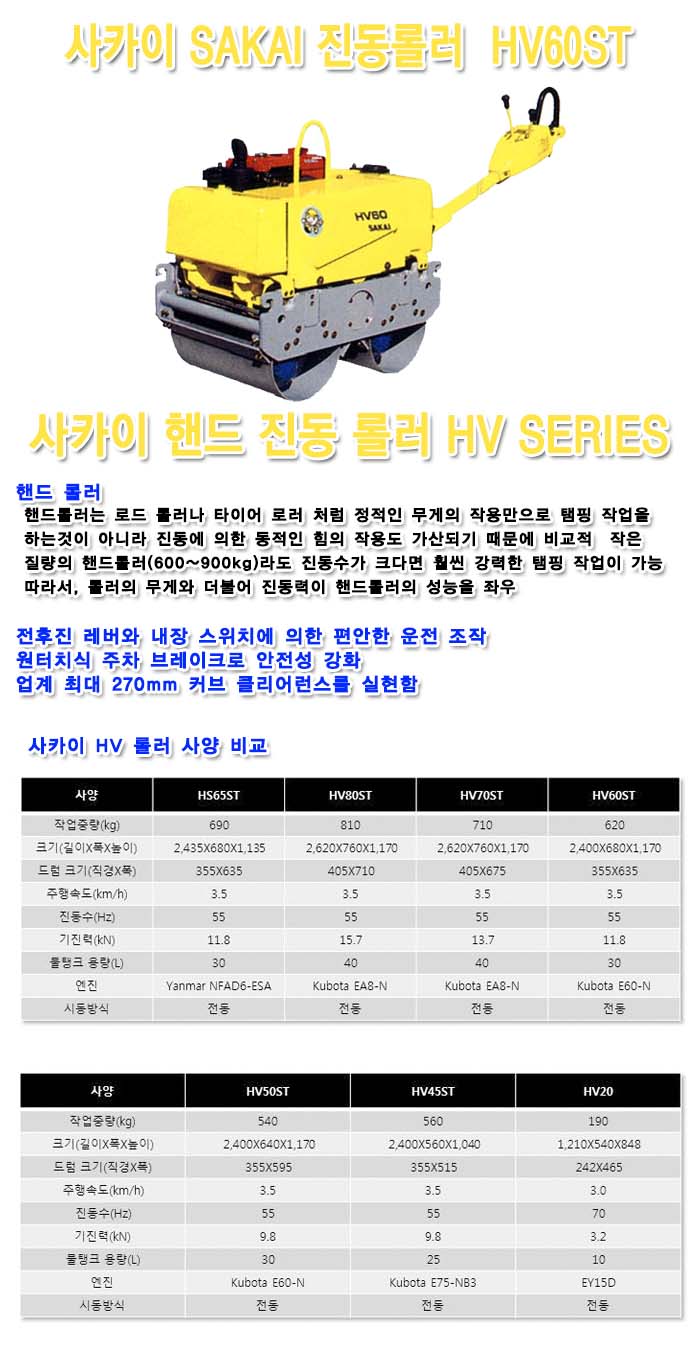 사카이 SAKAI 진동롤러 HV60ST
HV60
SAKAI
사카이 핸드 진동 롤러 HV SERIES
핸드 롤러
핸드롤러는 로드 롤러나 타이어 로러 처럼 정적인 무게의 작용만으로 탬핑 작업을
하는것이 아니라 진동에 의한 동적인 힘의 작용도 가산되기 때문에 비교적 작은
질량의 핸드롤러(600~900kg)라도 진동수가 크다면 훨씬 강력한 탬핑 작업이 가능
따라서, 롤러의 무게와 더불어 진동력이 핸드롤러의 성능을 좌우
전후진 레버와 내장 스위치에 의한 편안한 운전 조작
원터치식 주차 브레이크로 안전성 강화
업계 최대 270mm 커브 클리어런스를 실현함
사카이 HV 롤러 사양 비교
사양 HS65ST HV80ST HV70ST HV60ST
작업중량(kg) 690 810 710 620
크기(길이X폭X높이) 2,435X680X1,135 2,620X760X1,170 2,620X760X1,170 2,400X680X1,170
드럼 크기(직경X폭) 355X635 405X710 405X675 355X635
주행속도(km/h) 3.5 3.5 3.5 3.5
진동수(Hz) 55 55 55 55
기진력(kN) 11.8 15.7 13.7 11.8
물탱크 용량(L) 30 40 40 30
엔진 Yanmar NFAD6-ESA Kubota EA8-N Kubota EA8-N Kubota E60-N
시동방식 전동 전동 전동 전동
사양 HV50ST HV45ST HV20
작업중량(kg) 540 560 190
크기(길이X폭X높이) 2,400X640X1,170 2,400X560X1,040 1,210X540X848
드럼 크기(직경X폭) 355X595 355X515 242X465
주행속도(km/h) 3.5 3.5 3.0
진동수(Hz) 55 55 70
기진력(kN) 9.8 9.8 3.2
물탱크 용량(L) 30 25 10
엔진 Kubota E60-N Kubota E75-NB3 EY15D
시동방식 전동 전동 전동